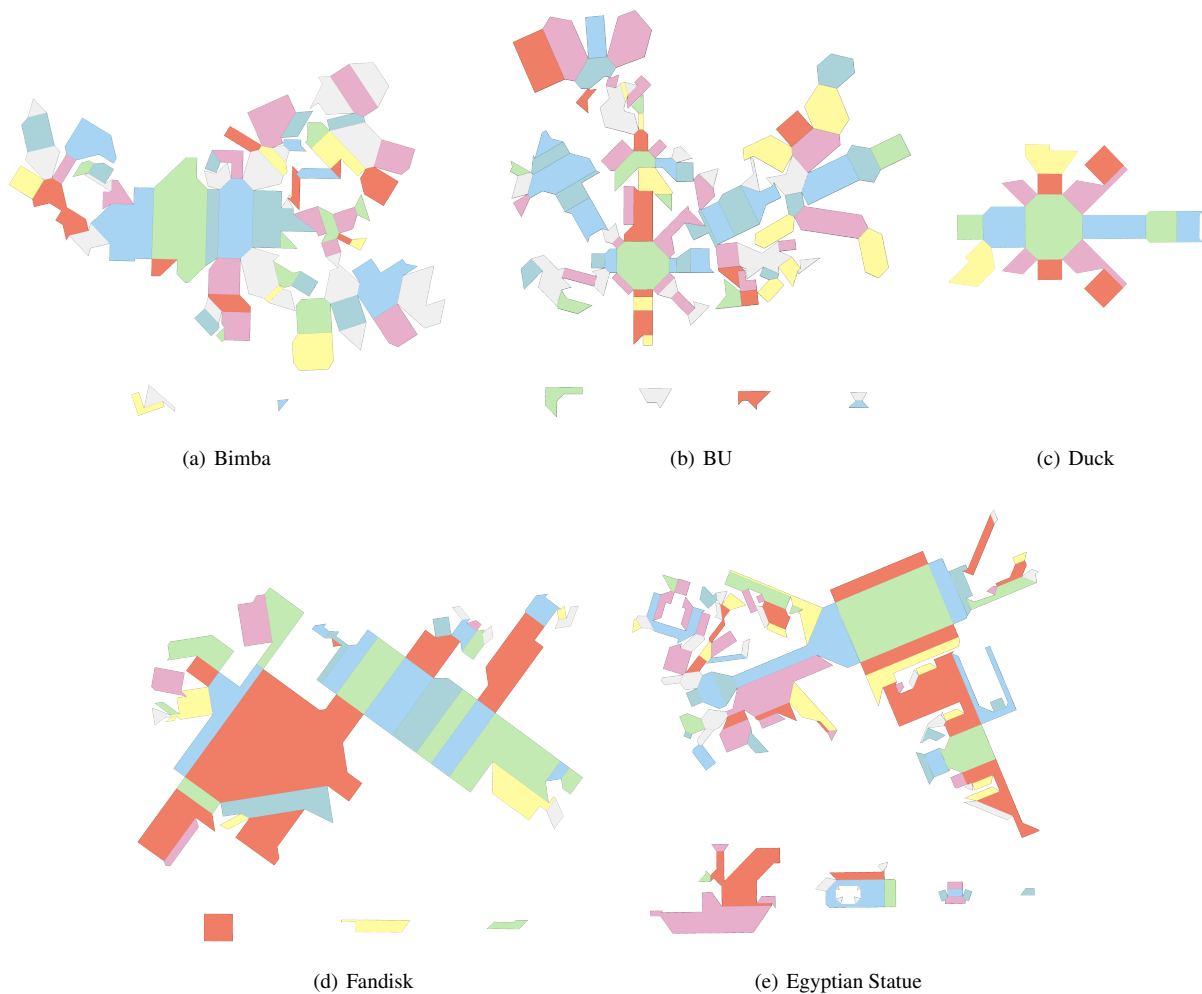 (a) Bimba
(b) BU
(c) Duck
(d) Fandisk
(e) Egyptian Statue